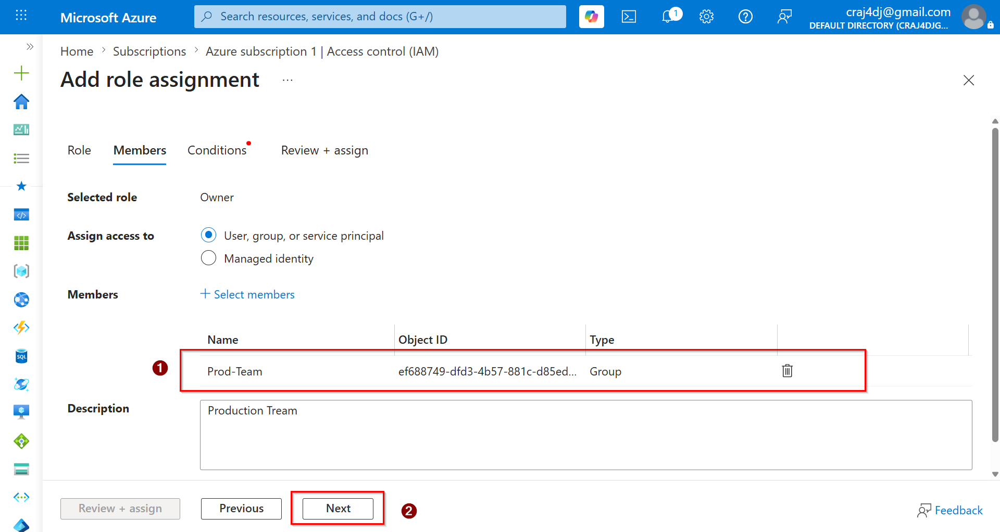 Microsoft Azure
Search resources, services, and docs (G+/)
1
craj4dj@gmail.com
DEFAULT DIRECTORY (CRAJ4DJG...
Home > Subscriptions > Azure subscription 1 | Access control (IAM)
Add role assignment ...
Role Members Conditions Review + assign
Selected role Owner
Assign access to User, group, or service principal
Managed identity
Members + Select members
Name Object ID Type
1 Prod-Team ef688749-dfd3-4b57-881c-d85ed... Group
Description Production Tream
SQL
Review + assign Previous Next 2 Feedback